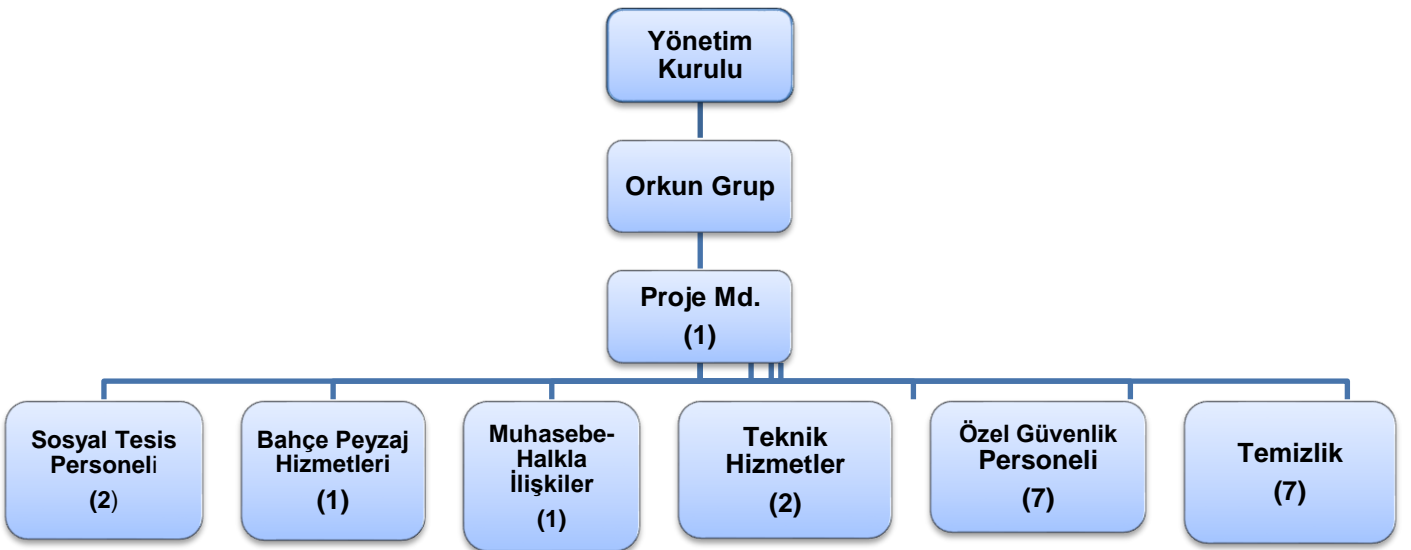 Yönetim
Kurulu
Orkun Grup
Proje Md.
(1)
Sosyal Tesis
Personeli
(2)
Bahçe Peyzaj
Hizmetleri
(1)
Muhasebe-
Halkla
İlişkiler
(1)
Teknik
Hizmetler
(2)
Özel Güvenlik
Personeli
(7)
Temizlik
(7)